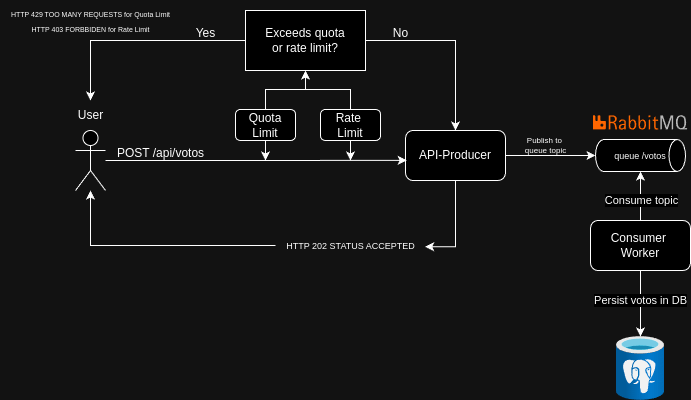 HTTP 429 TOO MANY REQUESTS for Quota Limit
HTTP 403 FORBBIDEN for Rate Limit
Yes
Exceeds quota
or rate limit?
No
User
Quota
Limit
Rate
Limit
POST /api/votos
API-Producer
Publish to
queue topic
RabbitMQ
queue /votos
Consume topic
Consumer
Worker
HTTP 202 STATUS ACCEPTED
Persist votos in DB